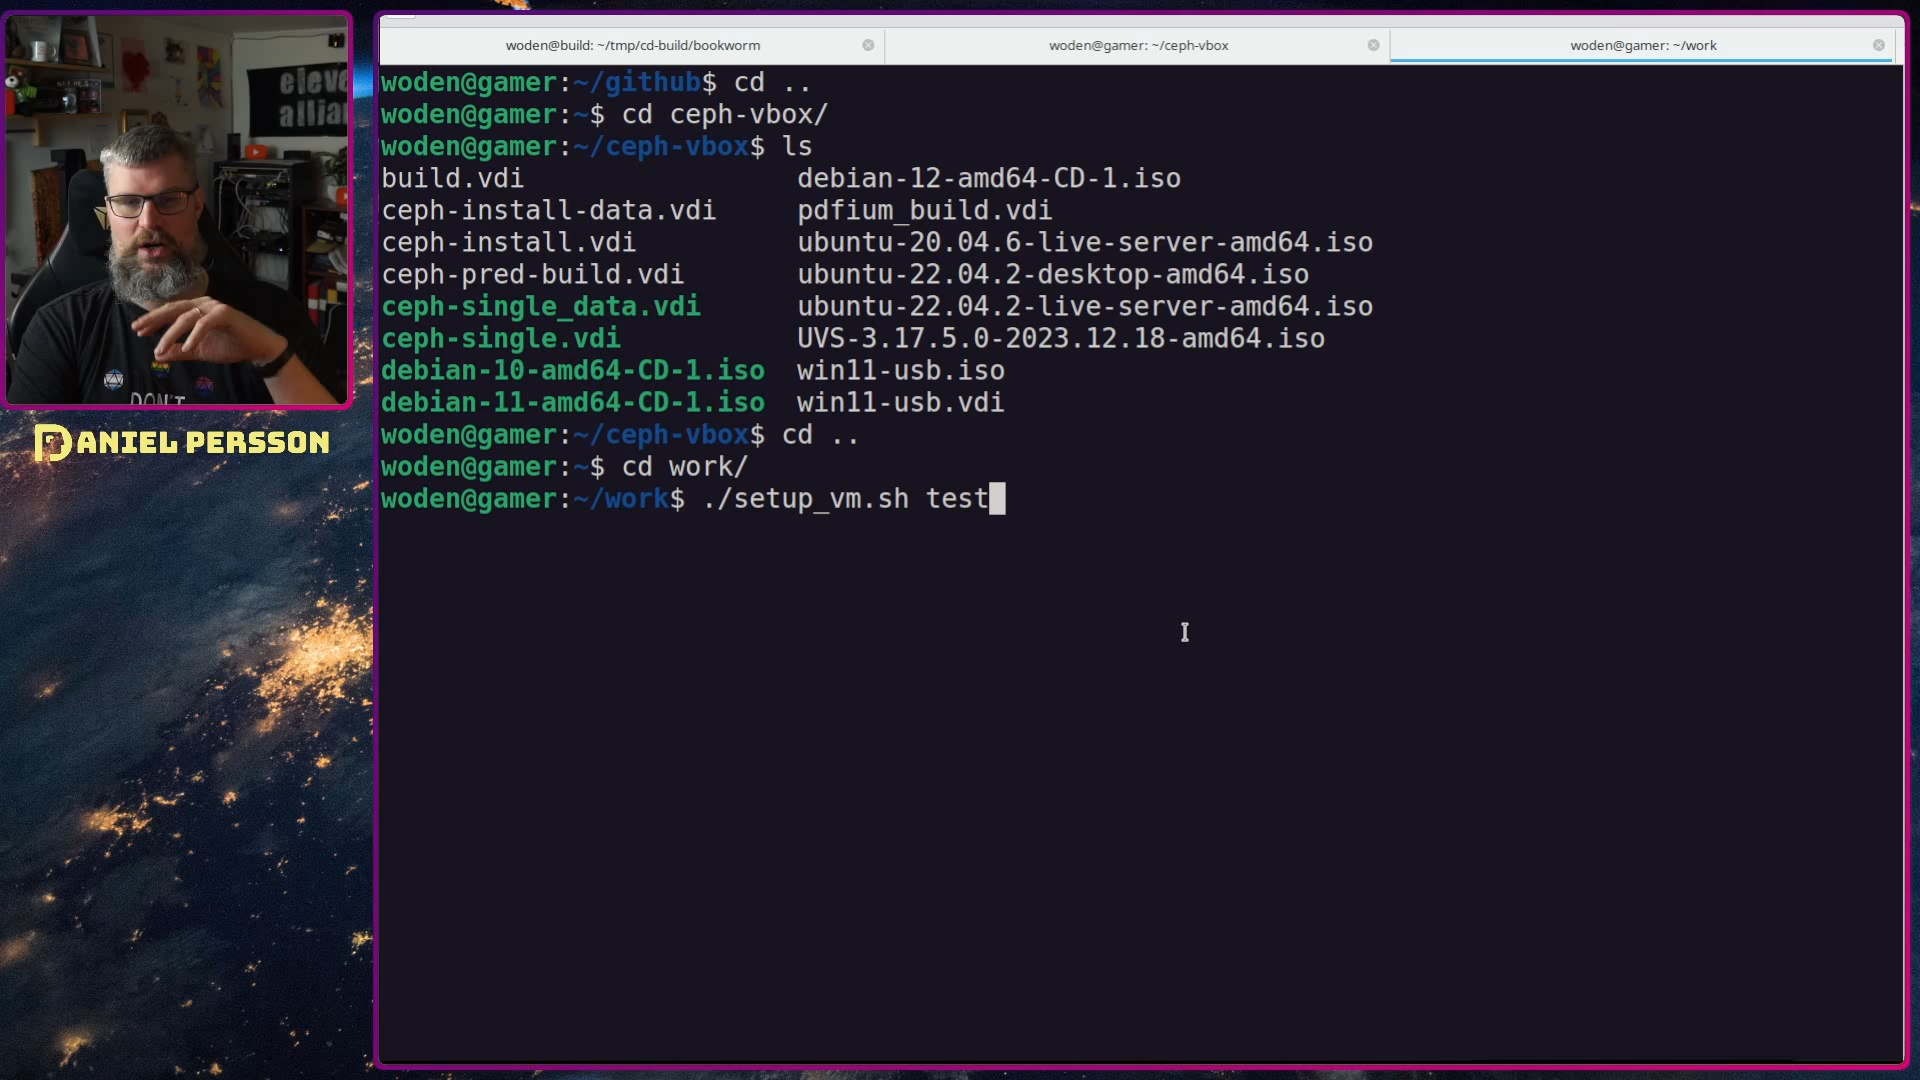 woden@build: ~/tmp/cd-build/bookworm
woden@gamer: ~/ceph-vbox
woden@gamer: ~/work
woden@gamer:~/github$ cd ..
woden@gamer:~$ cd ceph-vbox/
woden@gamer:~/ceph-vbox$ ls
build.vdi debian-12-amd64-CD-1.iso
ceph-install-data.vdi pdfium_build.vdi
ceph-install.vdi ubuntu-20.04.6-live-server-amd64.iso
ceph-pred-build.vdi ubuntu-22.04.2-desktop-amd64.iso
ceph-single_data.vdi ubuntu-22.04.2-live-server-amd64.iso
ceph-single.vdi UVS-3.17.5.0-2023.12.18-amd64.iso
debian-10-amd64-CD-1.iso win11-usb.iso
debian-11-amd64-CD-1.iso win11-usb.vdi
woden@gamer:~/ceph-vbox$ cd ..
woden@gamer:~$ cd work/
woden@gamer:~/work$ ./setup_vm.sh test
DON'T
DANIEL PERSSON